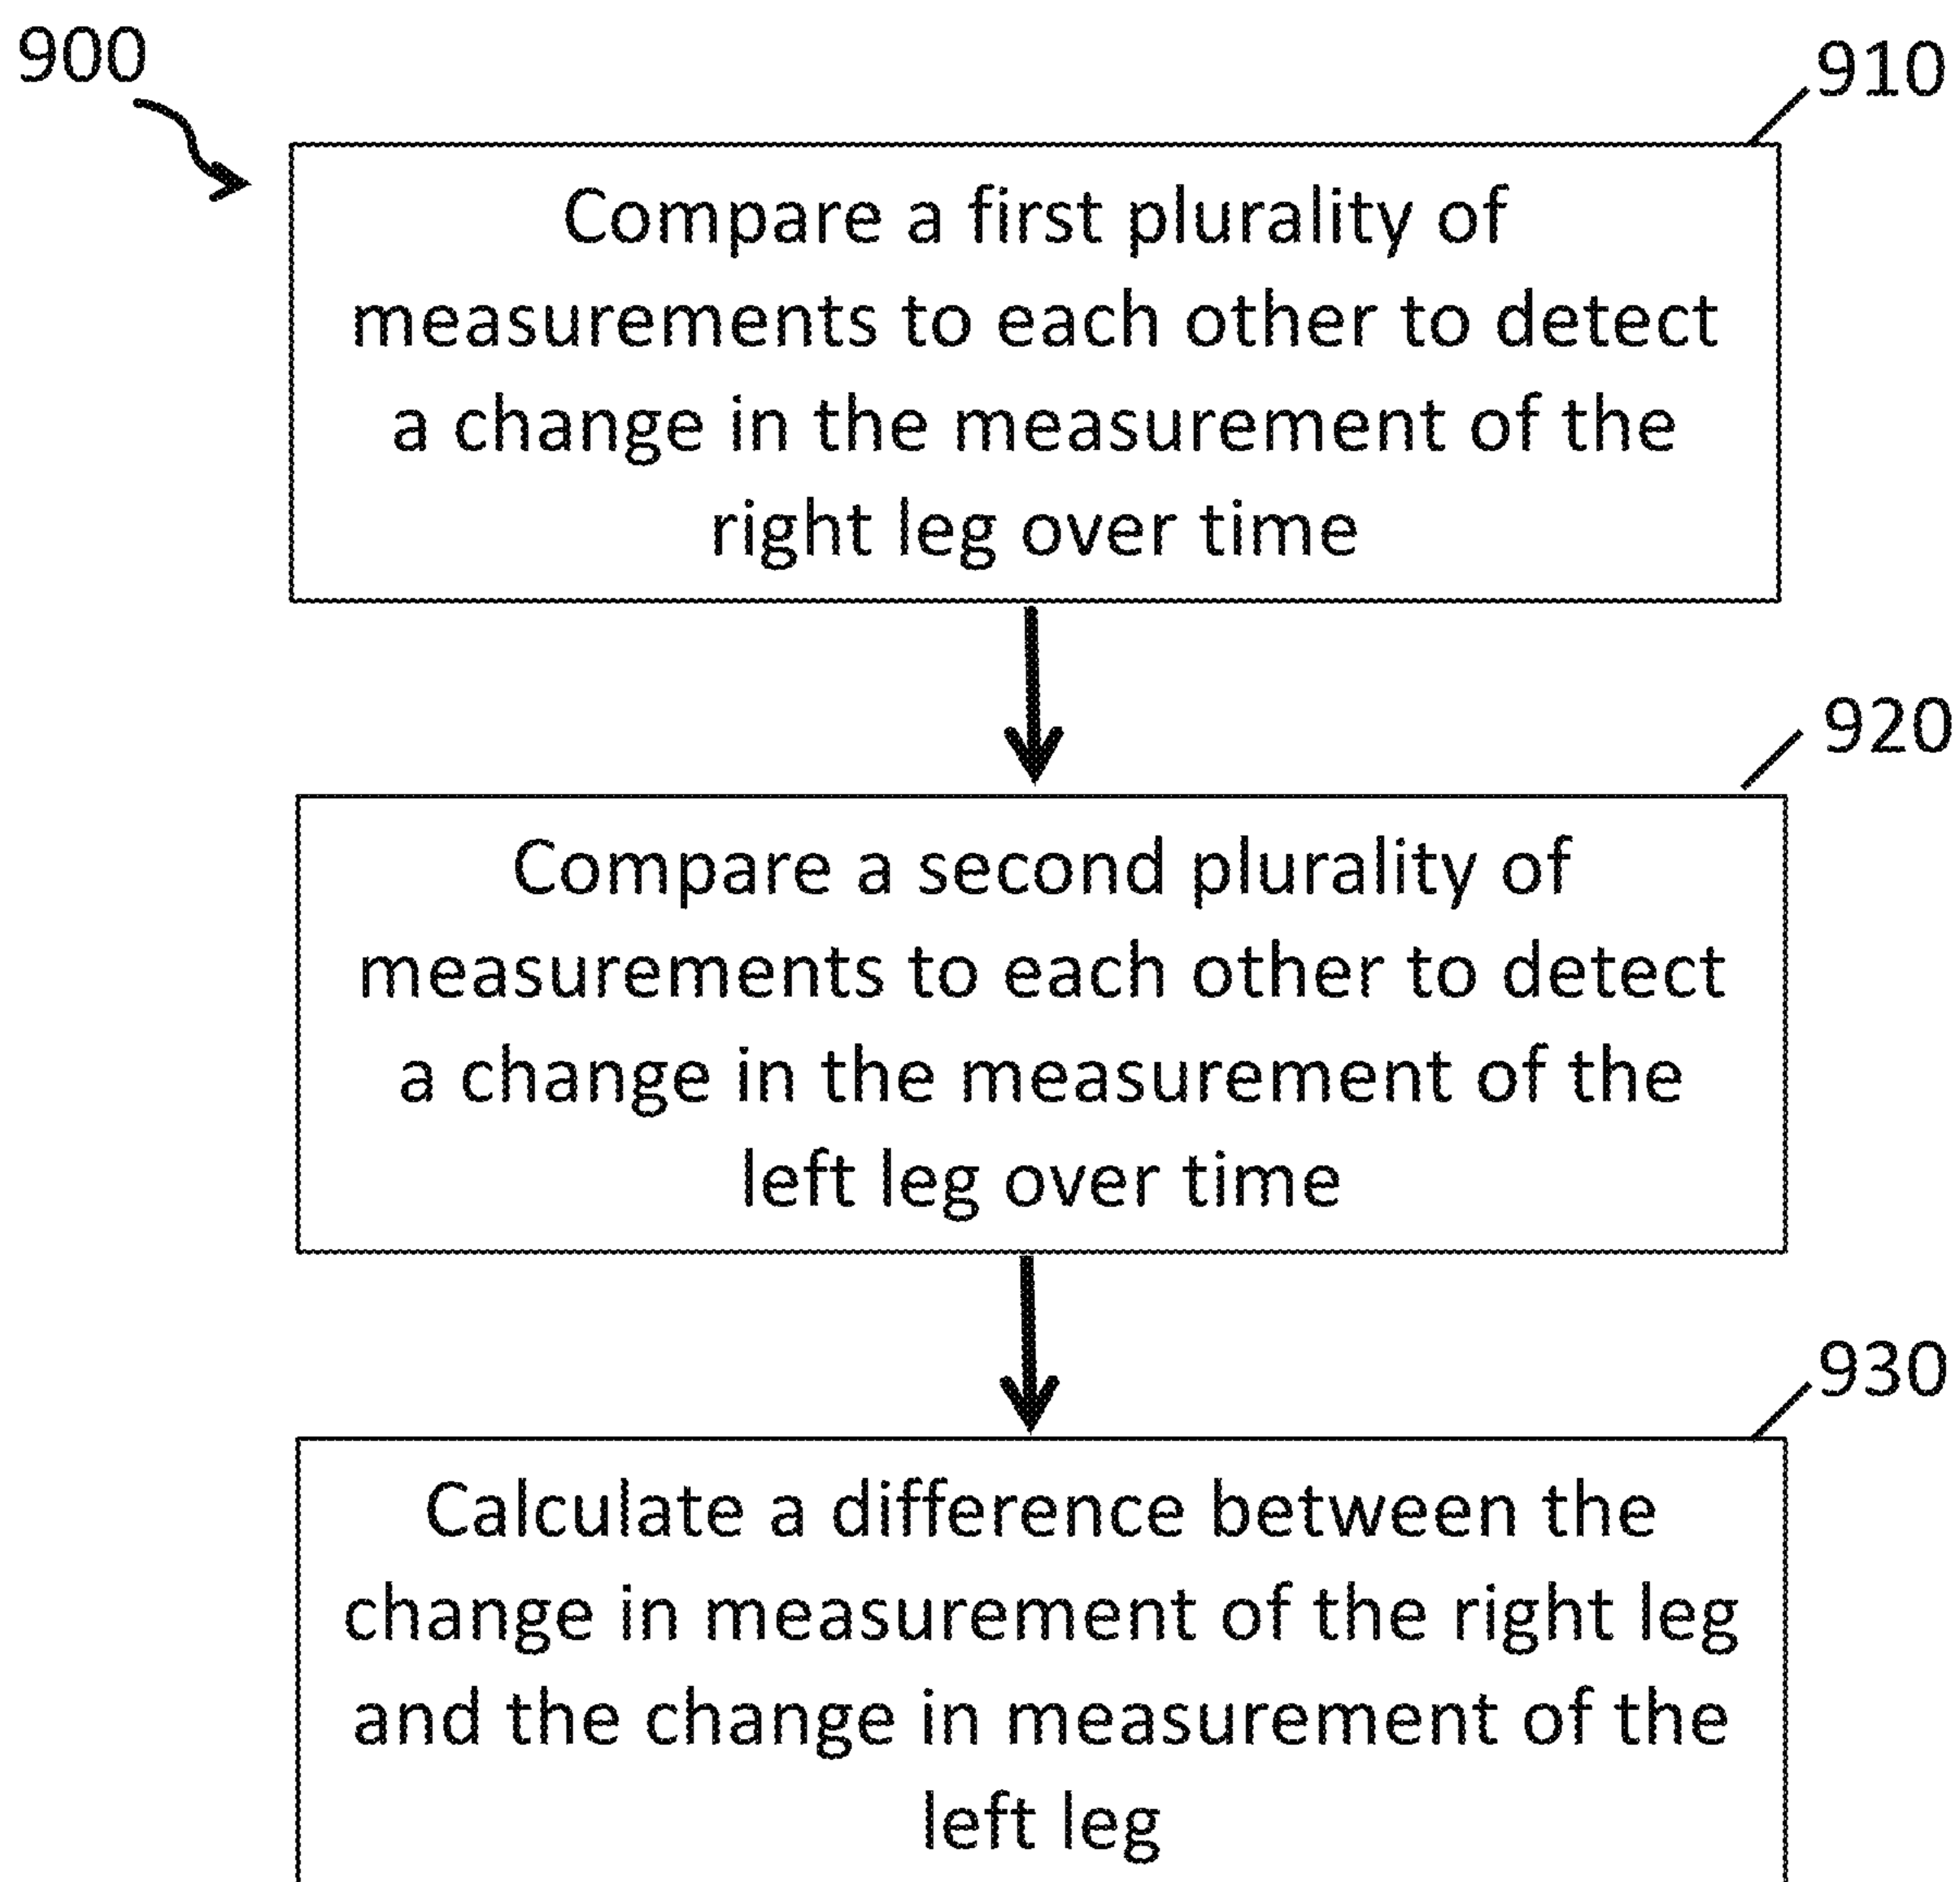 900
910
Compare a first plurality of
measurements to each other to detect
a change in the measurement of the
right leg over time
920
Compare a second plurality of
measurements to each other to detect
a change in the measurement of the
left leg over time
930
Calculate a difference between the
change in measurement of the right leg
and the change in measurement of the
left leg